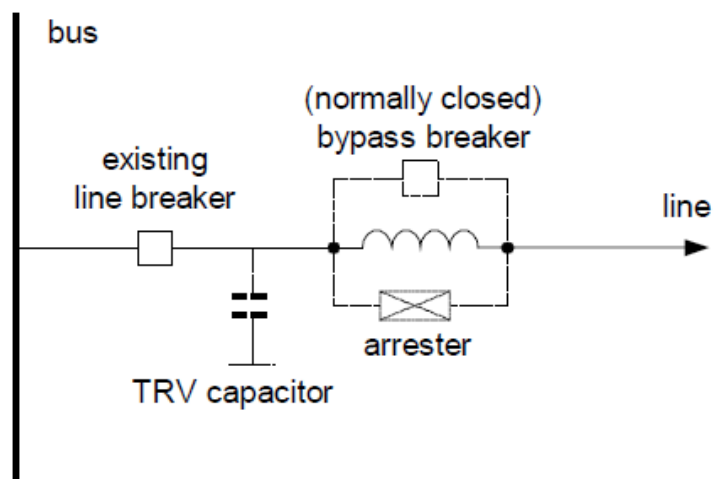 bus
(normally closed)
bypass breaker
existing
line breaker
line
arrester
TRV capacitor